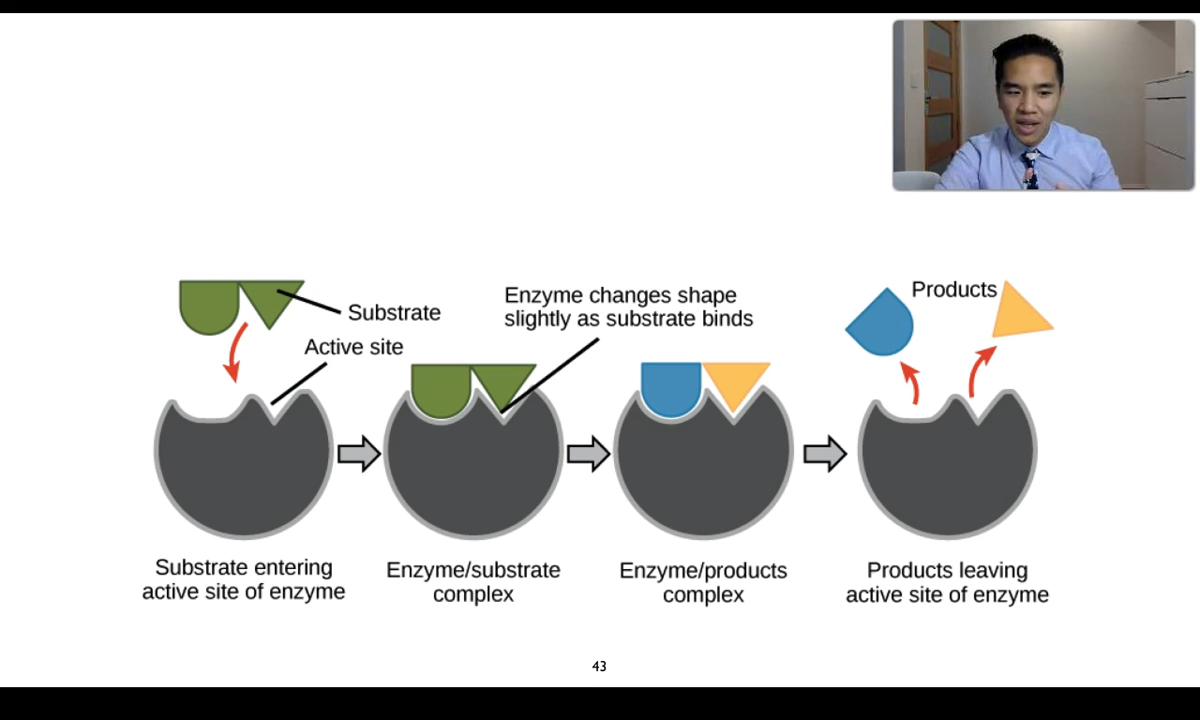 Substrate
Active site
Enzyme changes shape
slightly as substrate binds
Products
Substrate entering
active site of enzyme
Enzyme/substrate
complex
Enzyme/products
complex
Products leaving
active site of enzyme
43